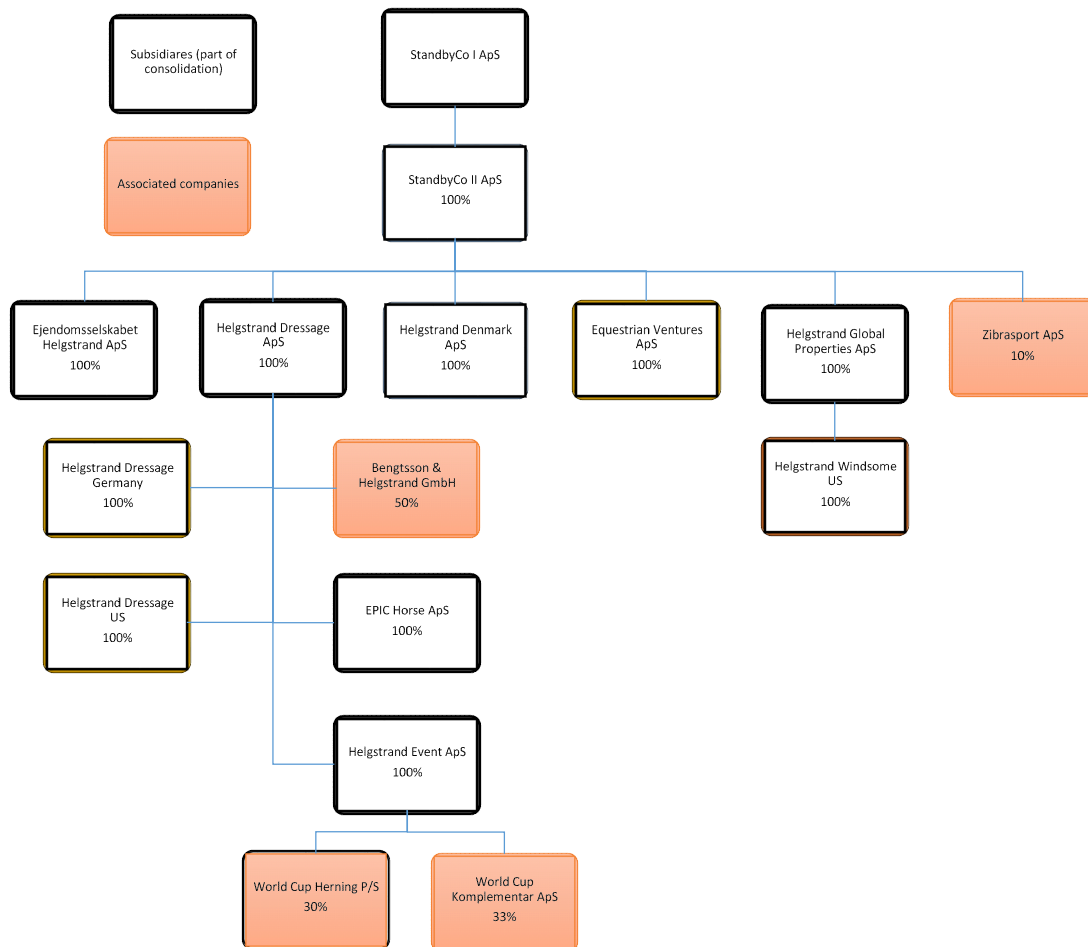 Subsidiares (part of
consolidation)
StandbyCo I ApS
Associated companies
StandbyCo II ApS
100%
Ejendomsselskabet
Helgstrand ApS
100%
Helgstrand Dressage
ApS
100%
Helgstrand Denmark
ApS
100%
Equestrian Ventures
ApS
100%
Helgstrand Global
Properties ApS
100%
Zibrasport ApS
10%
Helgstrand Dressage
Germany
100%
Bengtsson &
Helgstrand GmbH
50%
Helgstrand Windsome
US
100%
Helgstrand Dressage
US
100%
EPIC Horse ApS
100%
Helgstrand Event ApS
100%
World Cup Herning P/S
30%
World Cup
Komplementar ApS
33%